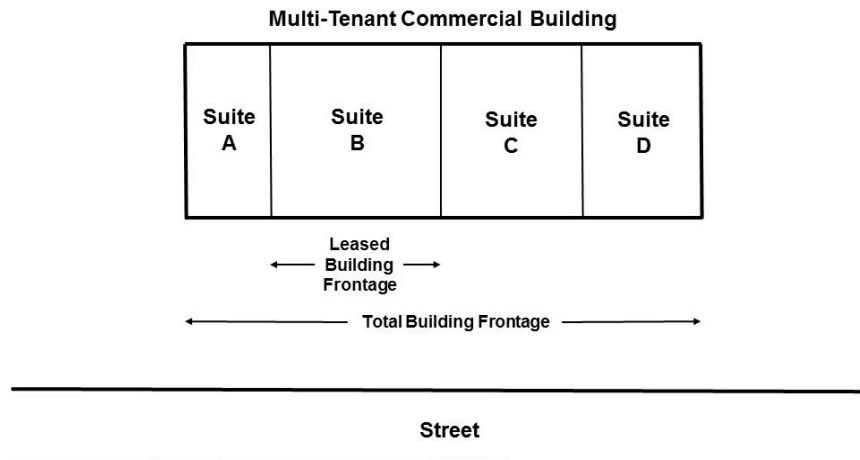 Multi-Tenant Commercial Building
Suite
A
Suite
B
Suite
C
Suite
D
Leased
Building
Frontage
Total Building Frontage
Street